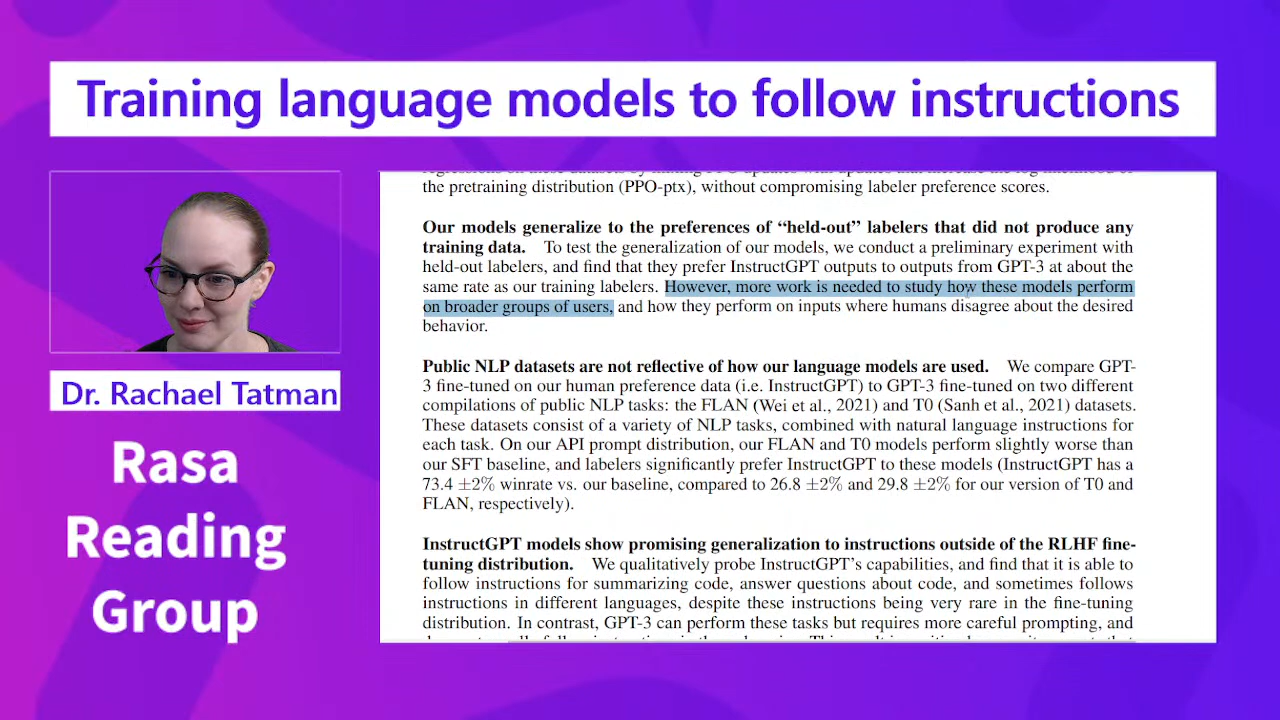 Training language models to follow instructions
Dr. Rachael Tatman
Rasa
Reading
Group
the pretraining distribution (PPO-ptx), without compromising labeler preference scores.
Our models generalize to the preferences of “held-out” labelers that did not produce any
training data. To test the generalization of our models, we conduct a preliminary experiment with
held-out labelers, and find that they prefer InstructGPT outputs to outputs from GPT-3 at about the
same rate as our training labelers. However, more work is needed to study how these models perform
on broader groups of users, and how they perform on inputs where humans disagree about the desired
behavior.
Public NLP datasets are not reflective of how our language models are used. We compare GPT-
3 fine-tuned on our human preference data (i.e. InstructGPT) to GPT-3 fine-tuned on two different
compilations of public NLP tasks: the FLAN (Wei et al., 2021) and T0 (Sanh et al., 2021) datasets.
These datasets consist of a variety of NLP tasks, combined with natural language instructions for
each task. On our API prompt distribution, our FLAN and T0 models perform slightly worse than
our SFT baseline, and labelers significantly prefer InstructGPT to these models (InstructGPT has a
73.4 ±2% winrate vs. our baseline, compared to 26.8 ±2% and 29.8 ±2% for our version of T0 and
FLAN, respectively).
InstructGPT models show promising generalization to instructions outside of the RLHF fine-
tuning distribution. We qualitatively probe InstructGPT’s capabilities, and find that it is able to
follow instructions for summarizing code, answer questions about code, and sometimes follows
instructions in different languages, despite these instructions being very rare in the fine-tuning
distribution. In contrast, GPT-3 can perform these tasks but requires more careful prompting, and